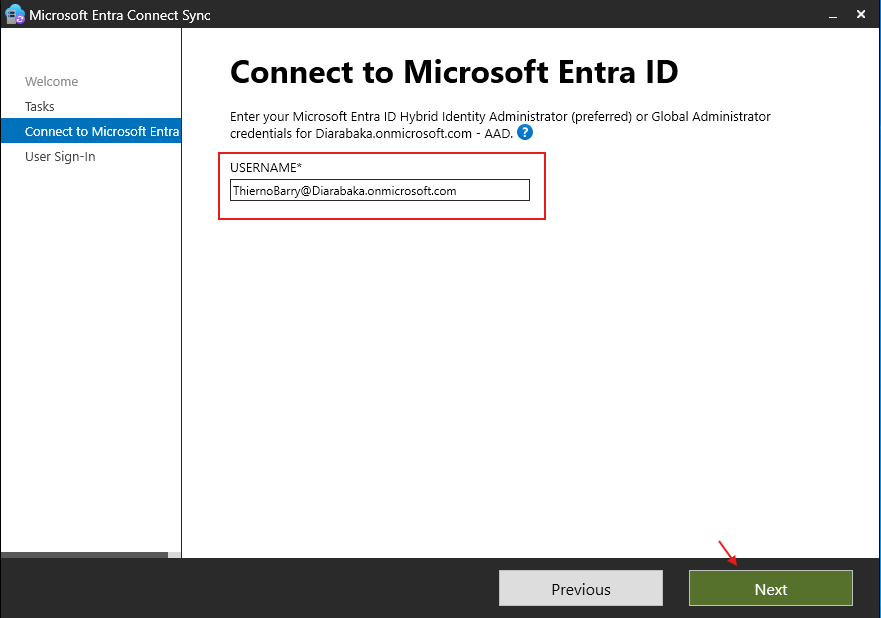 Microsoft Entra Connect Sync
Welcome
Tasks
Connect to Microsoft Entra
User Sign-In
Connect to Microsoft Entra ID
Enter your Microsoft Entra ID Hybrid Identity Administrator (preferred) or Global Administrator
credentials for Diarabaka.onmicrosoft.com - AAD. ?
USERNAME*
ThiernoBarry@Diarabaka.onmicrosoft.com
Previous
Next